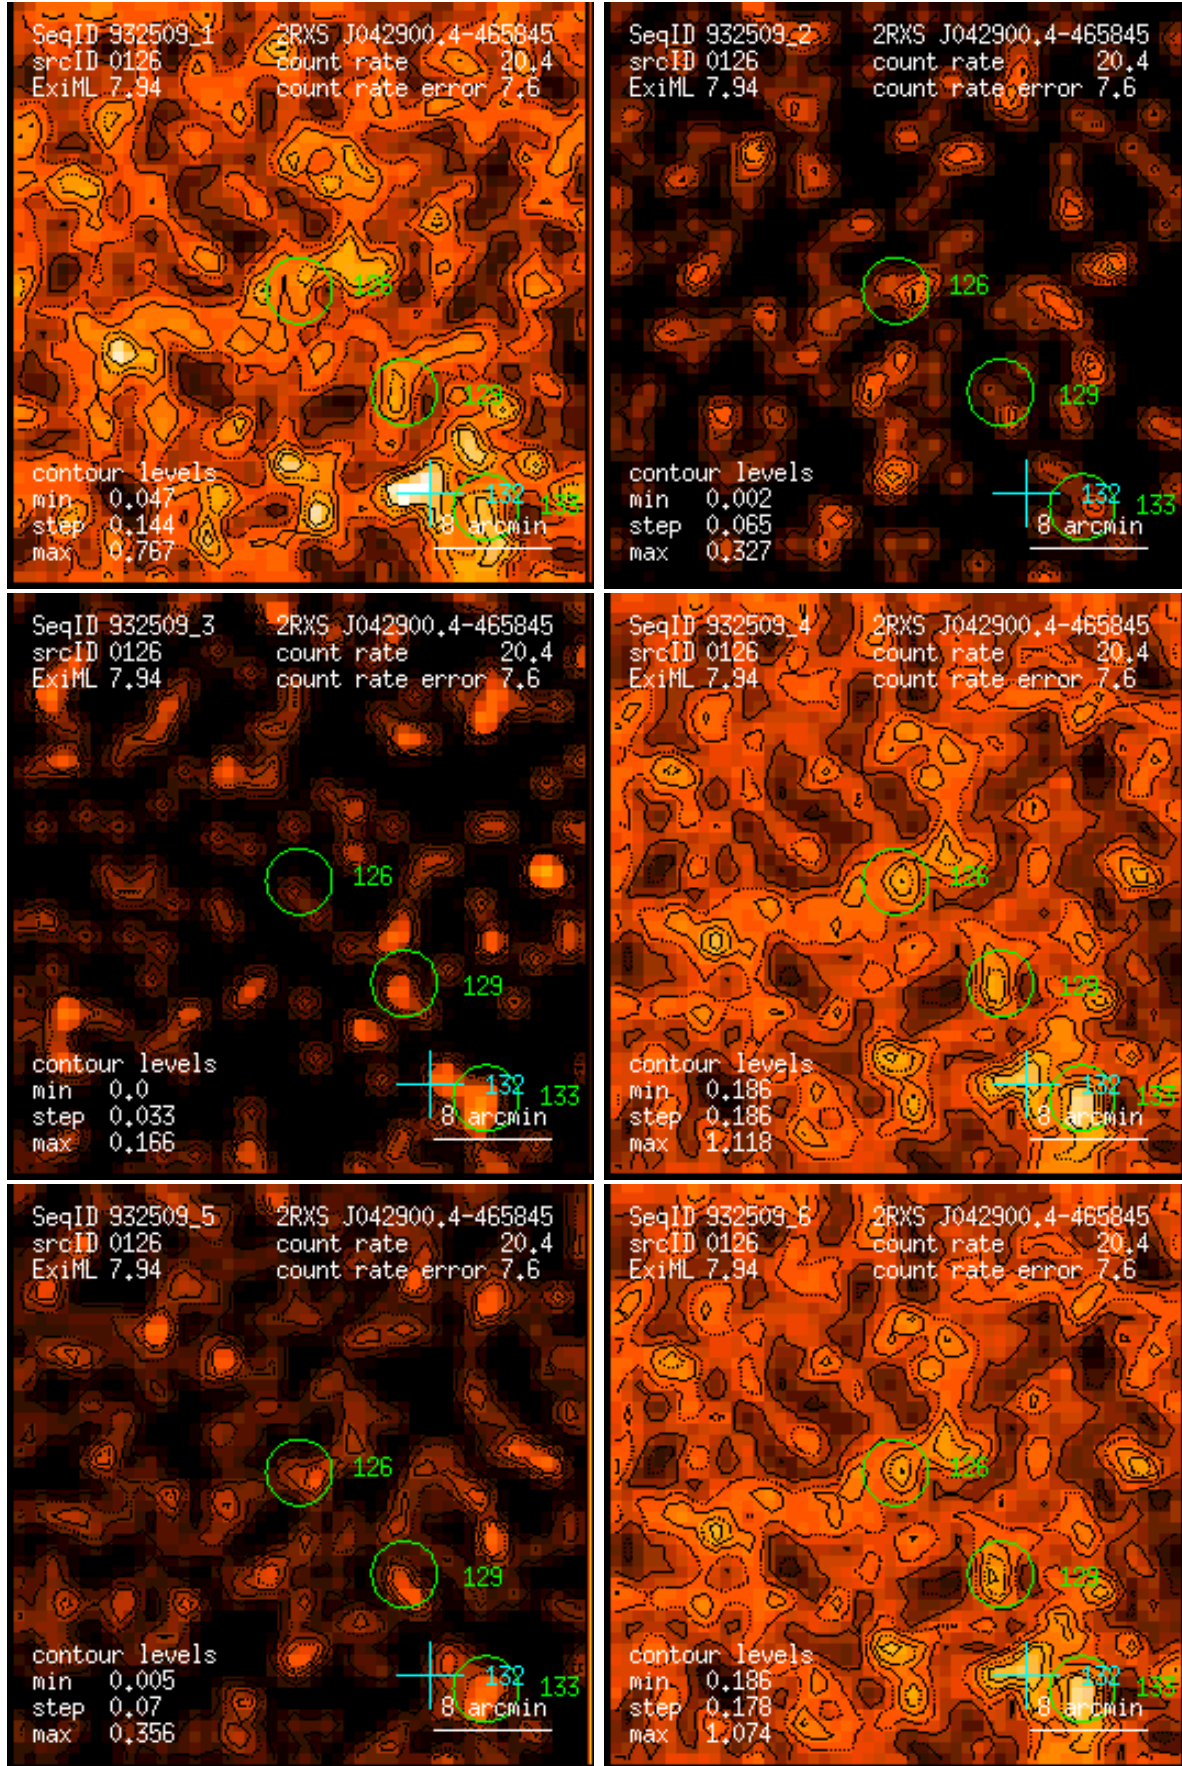 SeqID 932509_1 2RXS J042900.4-465845
srcID 0126 count rate 20.4
ExiML 7.94 count rate error 7.6
126
129
contour levels
min 0.047 132 133
step 0.144 8 arcmin
max 0.767
SeqID 932509_2 2RXS J042900.4-465845
srcID 0126 count rate 20.4
ExiML 7.94 count rate error 7.6
126
129
contour levels
min 0.002 132 133
step 0.065 8 arcmin
max 0.327
SeqID 932509_3 2RXS J042900.4-465845
srcID 0126 count rate 20.4
ExiML 7.94 count rate error 7.6
126
129
contour levels
min 0.0 132 133
step 0.033 8 arcmin
max 0.166
SeqID 932509_4 2RXS J042900.4-465845
srcID 0126 count rate 20.4
ExiML 7.94 count rate error 7.6
126
129
contour levels
min 0.186 132 133
step 0.186 8 arcmin
max 1.118
SeqID 932509_5 2RXS J042900.4-465845
srcID 0126 count rate 20.4
ExiML 7.94 count rate error 7.6
126
129
contour levels
min 0.005 132 133
step 0.07 8 arcmin
max 0.356
SeqID 932509_6 2RXS J042900.4-465845
srcID 0126 count rate 20.4
ExiML 7.94 count rate error 7.6
126
129
contour levels
min 0.186 132 133
step 0.178 8 arcmin
max 1.074